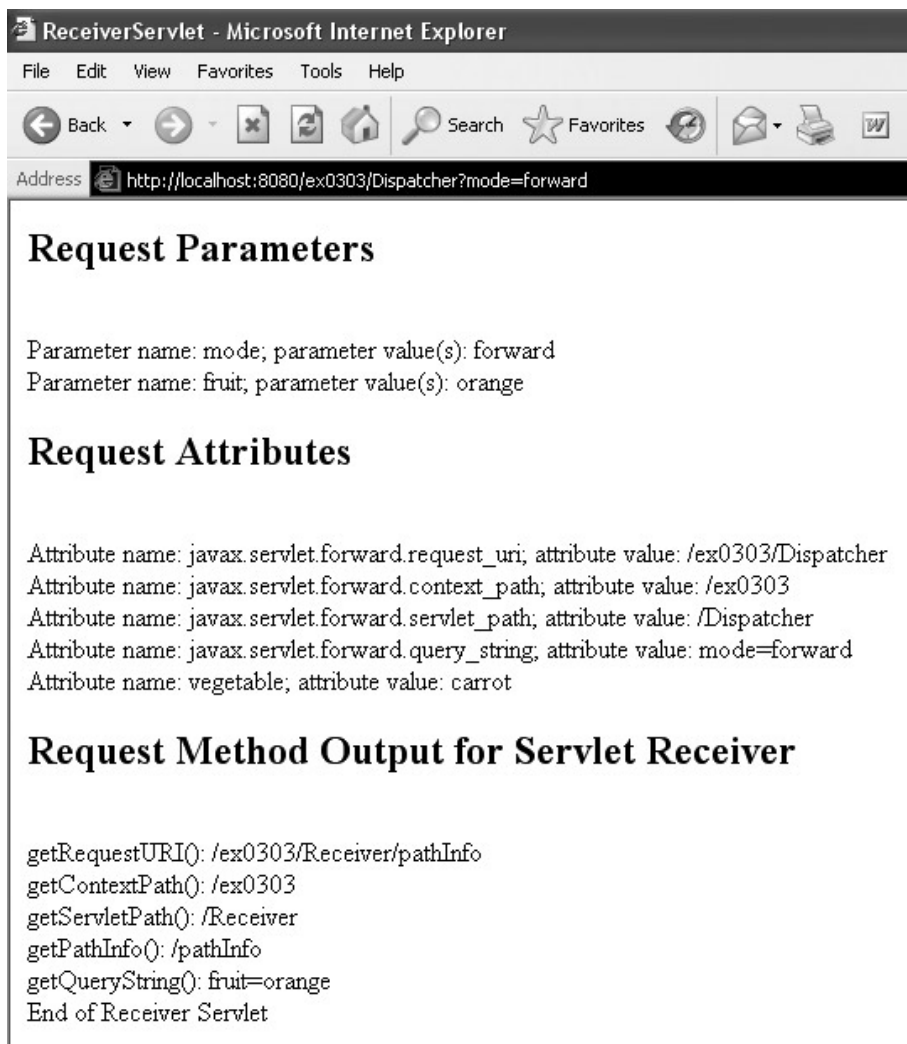 ReceiverServlet - Microsoft Internet Explorer
File Edit View Favorites Tools Help
Back Search Favorites W
Address http://localhost:8080/ex0303/Dispatcher?mode=forward
Request Parameters
Parameter name: mode; parameter value(s): forward
Parameter name: fruit; parameter value(s): orange
Request Attributes
Attribute name: javax.servlet.forward.request_uri; attribute value: /ex0303/Dispatcher
Attribute name: javax.servlet.forward.context_path; attribute value: /ex0303
Attribute name: javax.servlet.forward.servlet_path; attribute value: /Dispatcher
Attribute name: javax.servlet.forward.query_string; attribute value: mode=forward
Attribute name: vegetable; attribute value: carrot
Request Method Output for Servlet Receiver
getRequestURI(): /ex0303/Receiver/pathInfo
getContextPath(): /ex0303
getServletPath(): /Receiver
getPathInfo(): /pathInfo
getQueryString(): fruit=orange
End of Receiver Servlet